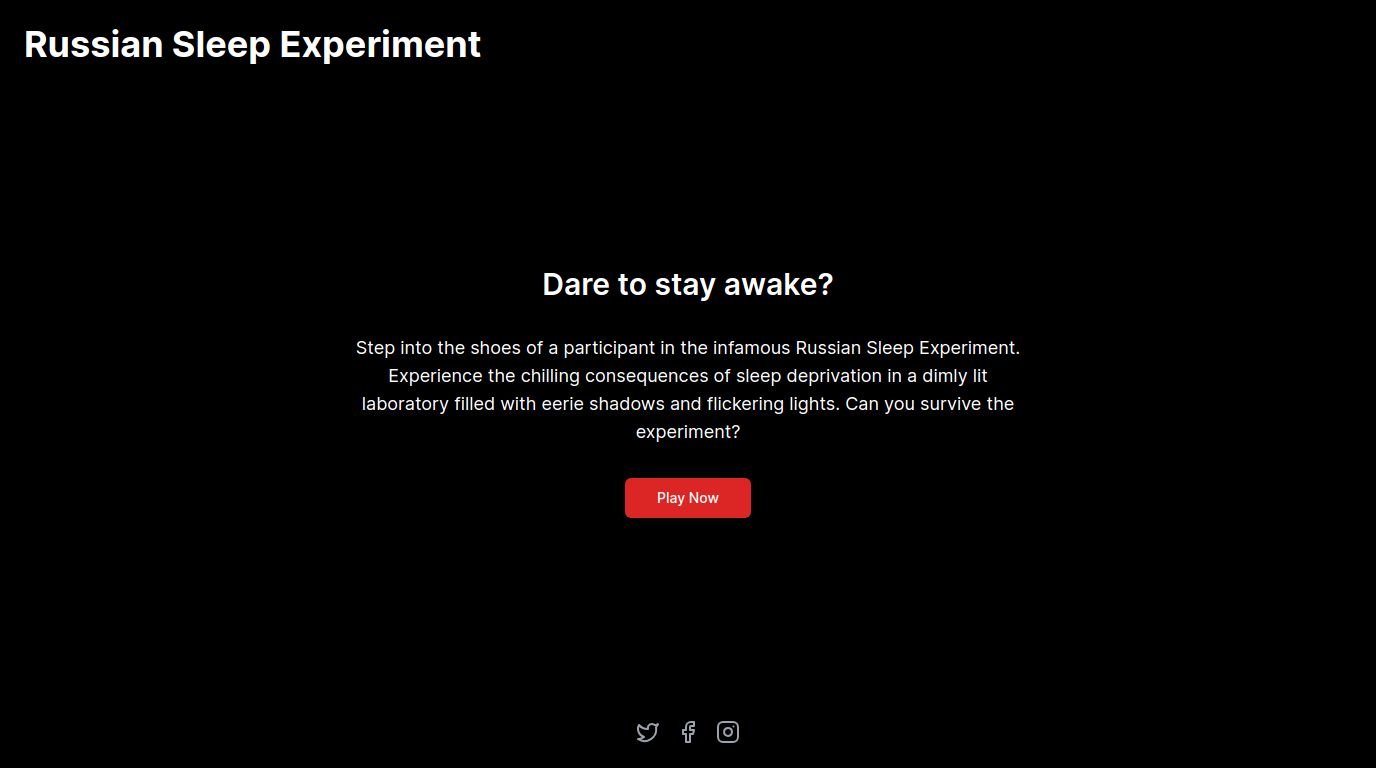 Russian Sleep Experiment
Dare to stay awake?
Step into the shoes of a participant in the infamous Russian Sleep Experiment.
Experience the chilling consequences of sleep deprivation in a dimly lit
laboratory filled with eerie shadows and flickering lights. Can you survive the
experiment?
Play Now